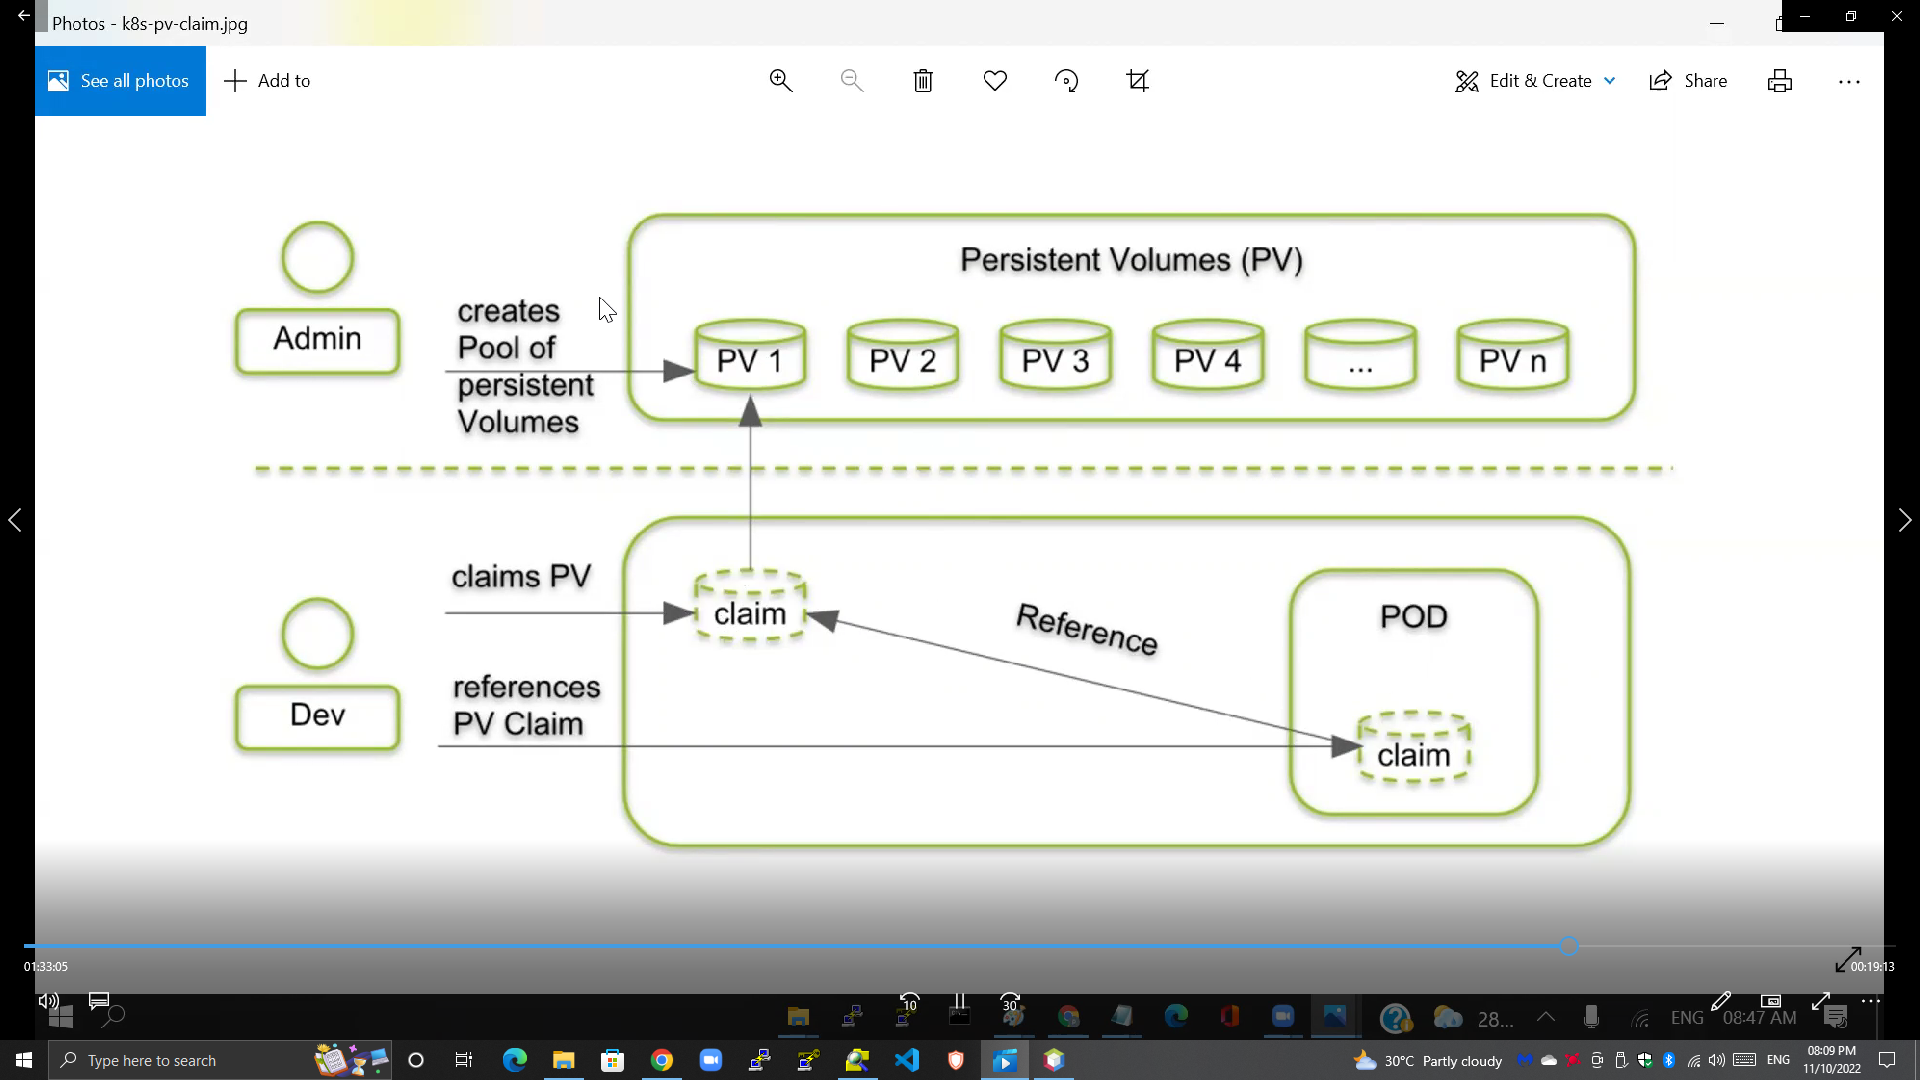 Photos - k8s-pv-claim.jpg
See all photos
Add to
Edit & Create
Share
Persistent Volumes (PV)
Admin
creates
Pool of
persistent
Volumes
PV 1
PV 2
PV 3
PV 4
...
PV n
claims PV
claim
Reference
POD
Dev
references
PV Claim
claim
01:33:05
00:19:13
10
30
28...
ENG
08:47 AM
Type here to search
30°C Partly cloudy
ENG
08:09 PM
11/10/2022